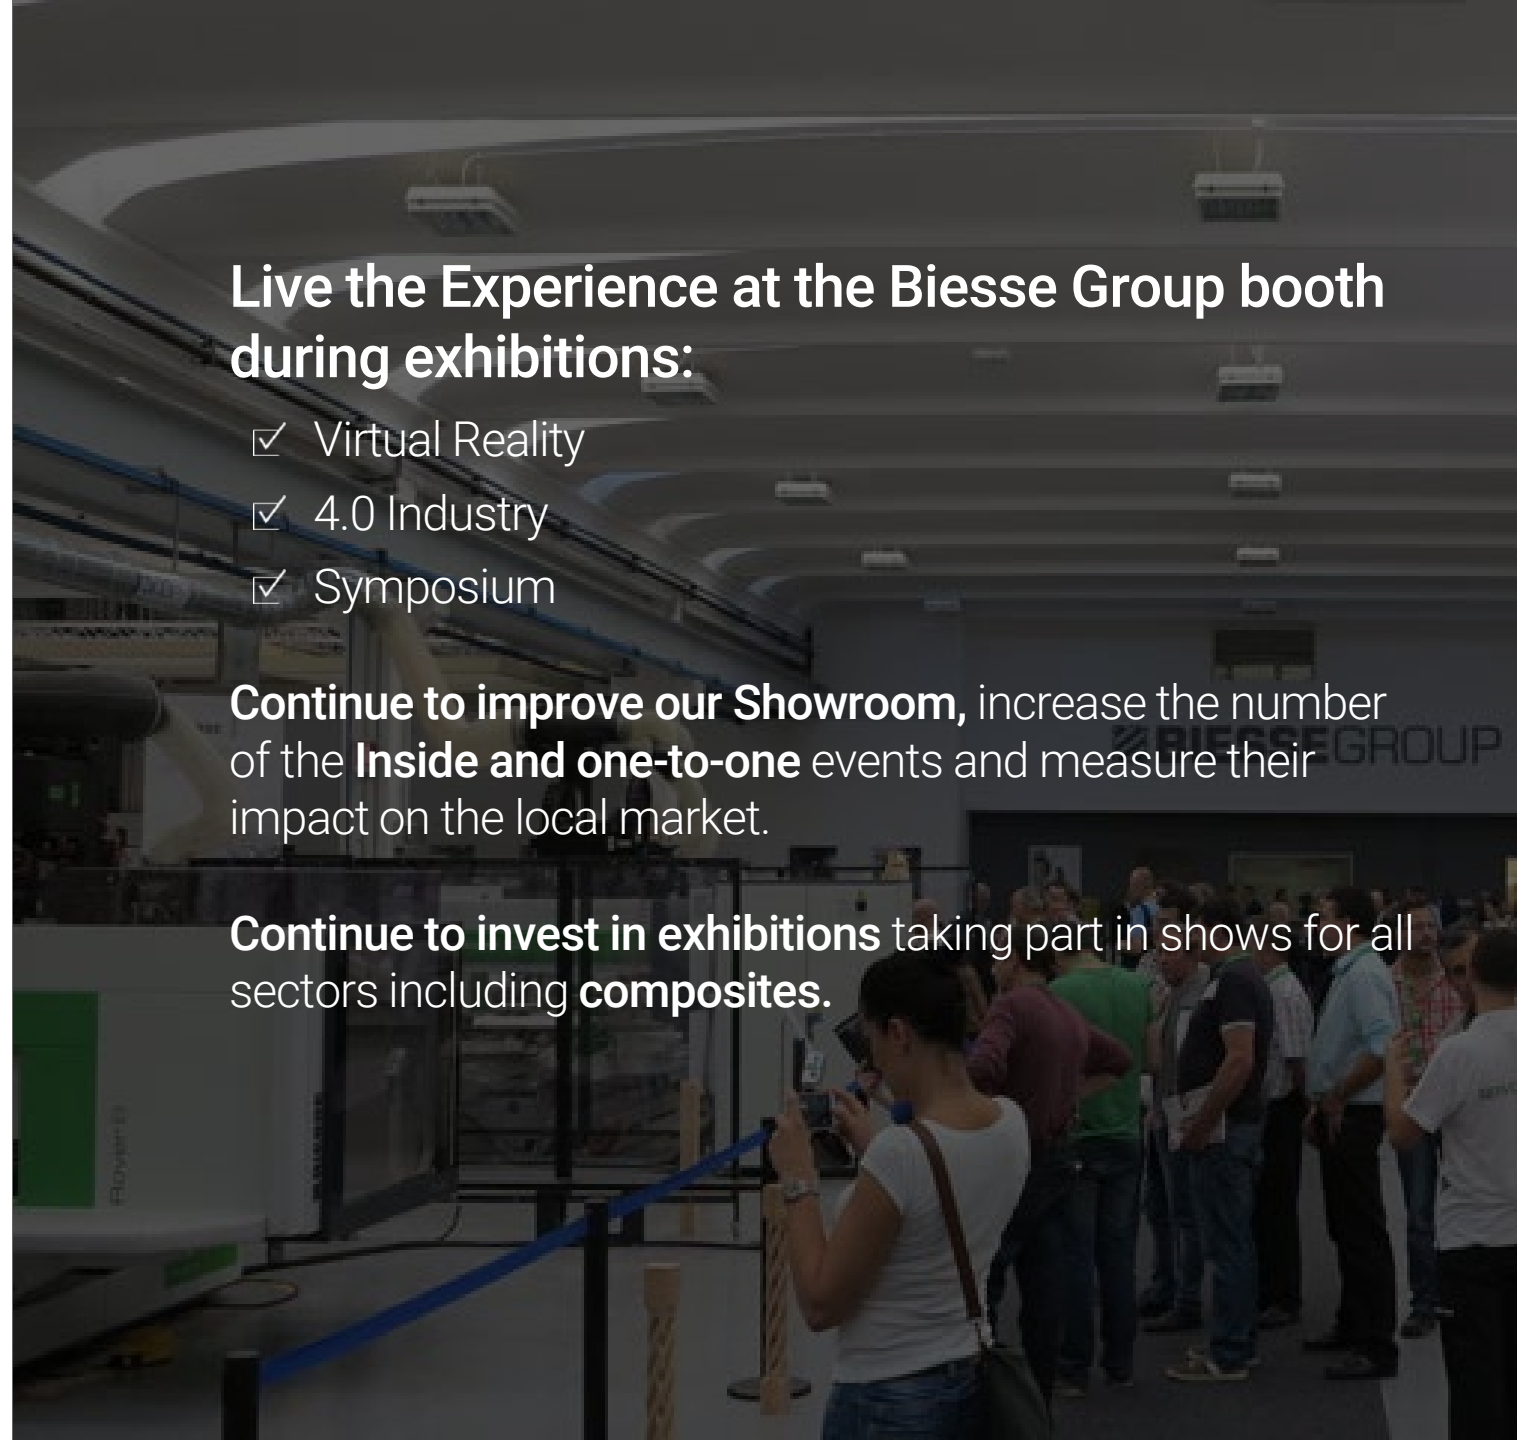 Live the Experience at the Biesse Group booth
during exhibitions:
☑ Virtual Reality
☑ 4.0 Industry
☑ Symposium
Continue to improve our Showroom, increase the number
of the Inside and one-to-one events and measure their
impact on the local market.
BIESSEGROUP
Continue to invest in exhibitions taking part in shows for all
sectors including composites.
Rover